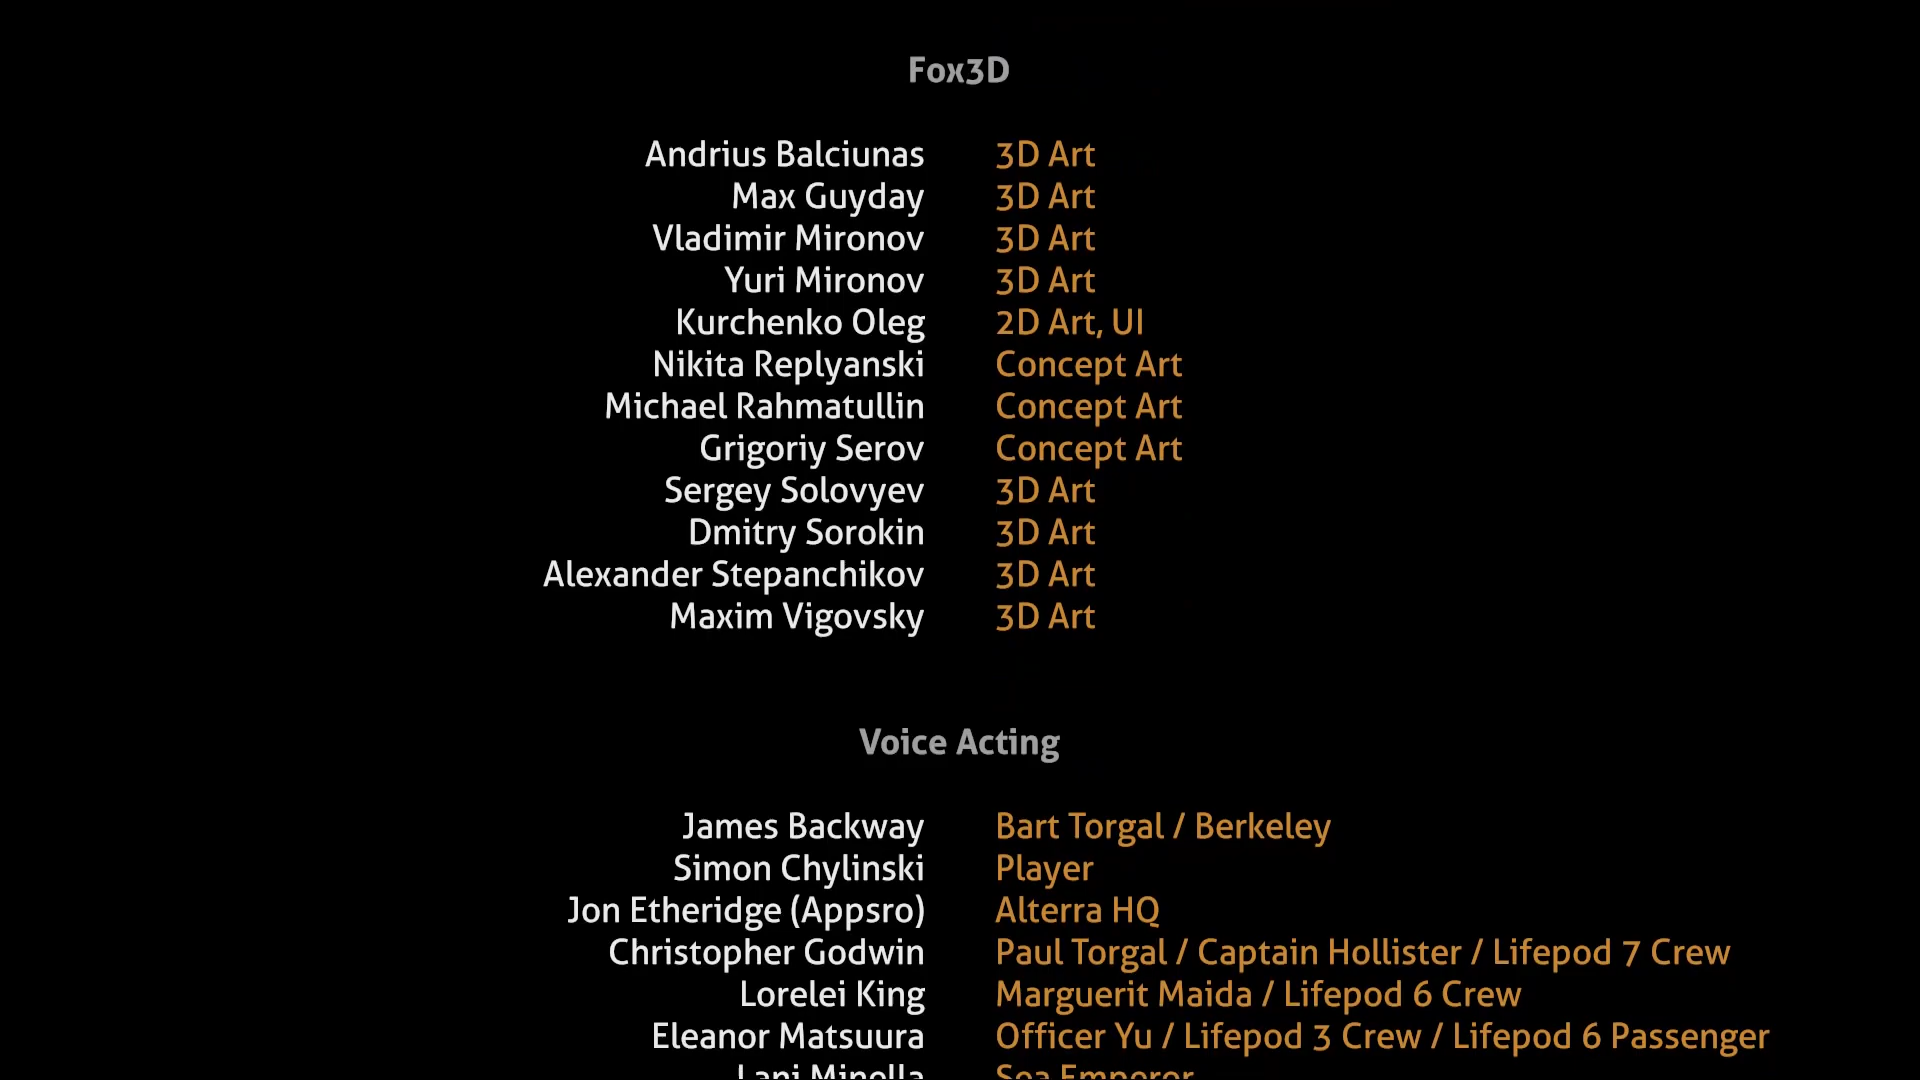 Fox3D
Andrius Balciunas 3D Art
Max Guyday 3D Art
Vladimir Mironov 3D Art
Yuri Mironov 3D Art
Kurchenko Oleg 2D Art, UI
Nikita Replyanski Concept Art
Michael Rahmatullin Concept Art
Grigoriy Serov Concept Art
Sergey Solovyev 3D Art
Dmitry Sorokin 3D Art
Alexander Stepanchikov 3D Art
Maxim Vigovsky 3D Art
Voice Acting
James Backway Bart Torgal / Berkeley
Simon Chylinski Player
Jon Etheridge (Appsro) Alterra HQ
Christopher Godwin Paul Torgal / Captain Hollister / Lifepod 7 Crew
Lorelei King Marguerit Maida / Lifepod 6 Crew
Eleanor Matsuura Officer Yu / Lifepod 3 Crew / Lifepod 6 Passenger
Lani Minella Sea Emperor